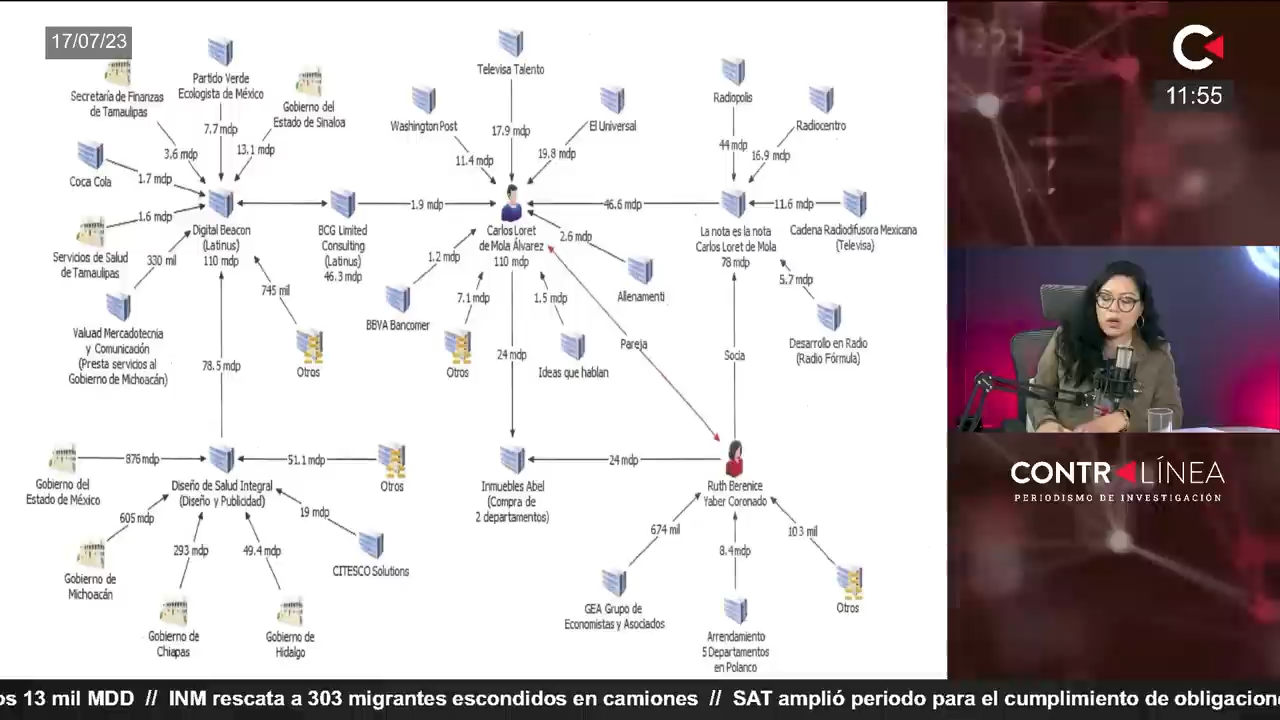 17/07/23
Secretaría de Finanzas
de Tamaulipas
Partido Verde
Ecologista de México
Gobierno del
Estado de Sinaloa
3.6 mdp
7.7 mdp
13.1 mdp
Coca Cola
1.7 mdp
Servicios de Salud
de Tamaulipas
1.6 mdp
Digital Beacon
(Latinus)
110 mdp
330 mil
Valuad Mercadotecnia
y Comunicación
(Presta servicios al
Gobierno de Michoacán)
745 mil
Otros
78.5 mdp
BCG Limited
Consulting
(Latinus)
46.3 mdp
1.9 mdp
Televisa Talento
17.9 mdp
Washington Post
11.4 mdp
El Universal
19.8 mdp
Carlos Loret
de Mola Álvarez
110 mdp
1.2 mdp
BBVA Bancomer
7.1 mdp
Otros
1.5 mdp
Ideas que hablan
2.6 mdp
Allenamenti
24 mdp
Pareja
46.6 mdp
Radiopolis
44 mdp
Radiocentro
16.9 mdp
11.6 mdp
Cadena Radiodifusora Mexicana
(Televisa)
La nota es la nota
Carlos Loret de Mola
78 mdp
5.7 mdp
Desarrollo en Radio
(Radio Fórmula)
Socia
Gobierno del
Estado de México
876 mdp
Diseño de Salud Integral
(Diseño y Publicidad)
51.1 mdp
Otros
605 mdp
Gobierno de
Michoacán
293 mdp
Gobierno de
Chiapas
49.4 mdp
Gobierno de
Hidalgo
19 mdp
CITESCO Solutions
Inmuebles Abel
(Compra de
2 departamentos)
24 mdp
Ruth Berenice
Yaber Coronado
674 mil
GEA Grupo de
Economistas y Asociados
8.4mdp
Arrendamiento
5 Departamentos
en Polanco
103 mil
Otros
11:55
CONTRALÍNEA
PERIODISMO DE INVESTIGACIÓN
os 13 mil MDD // INM rescata a 303 migrantes escondidos en camiones // SAT amplió periodo para el cumplimiento de obligacion